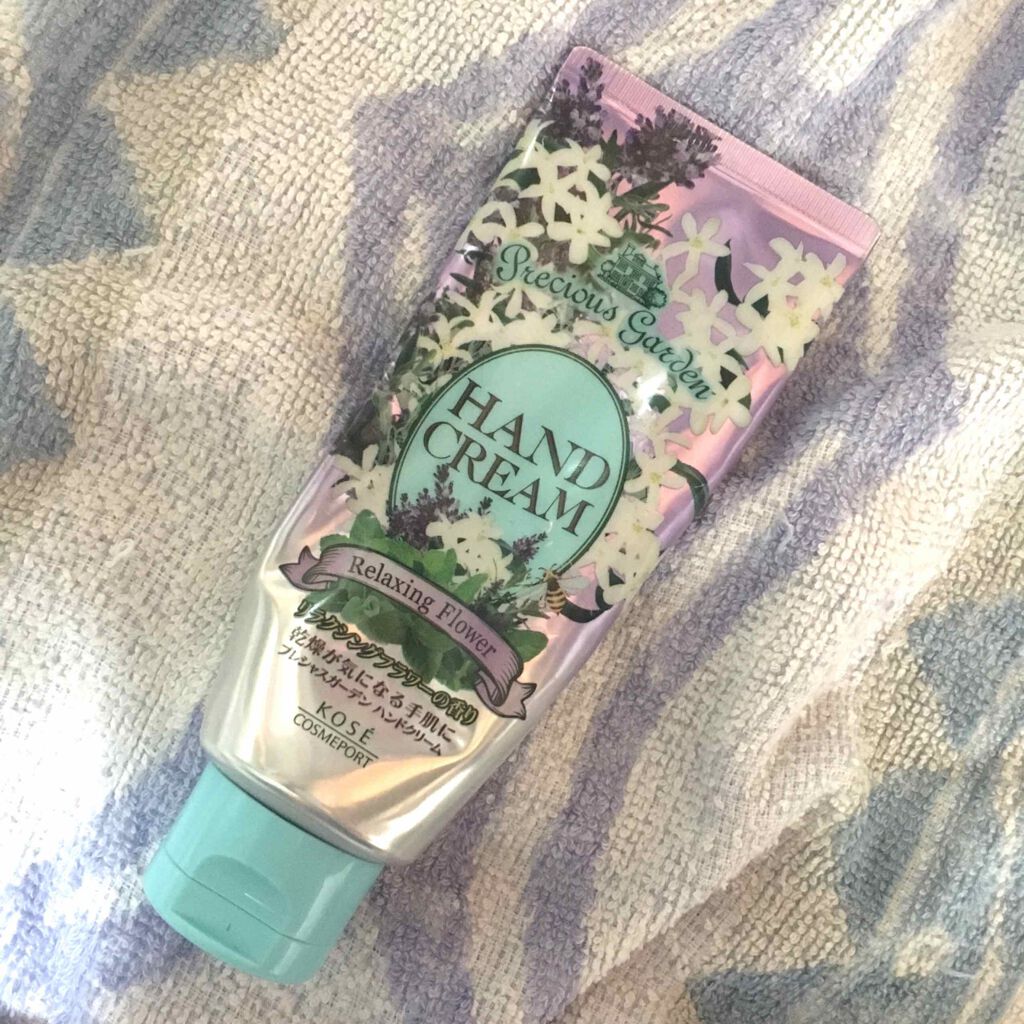 Precious Garden
HAND
CREAM
Relaxing Flower
リラクシングフラワーの香り
乾燥が気になる手肌に
プレシャスガーデン ハンドクリーム
KOSÉ
COSMEPORT